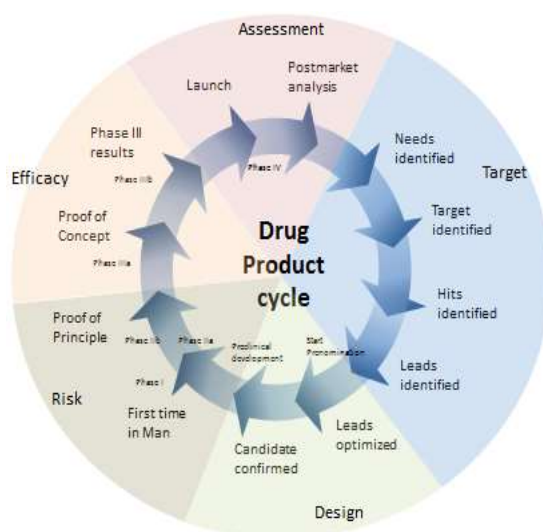 Assessment
Launch
Postmarket
analysis
Phase III
results
Needs
identified
Phase IV
Efficacy
Phase IIIb
Target
Proof of
Concept
Target
identified
Drug
Product
cycle
Phase IIIa
Hits
identified
Proof of
Principle
Phase IIb
Phase IIa
Preclinical
development
Start
Pronomination
Leads
identified
Phase I
Risk
First time
in Man
Candidate
confirmed
Leads
optimized
Design